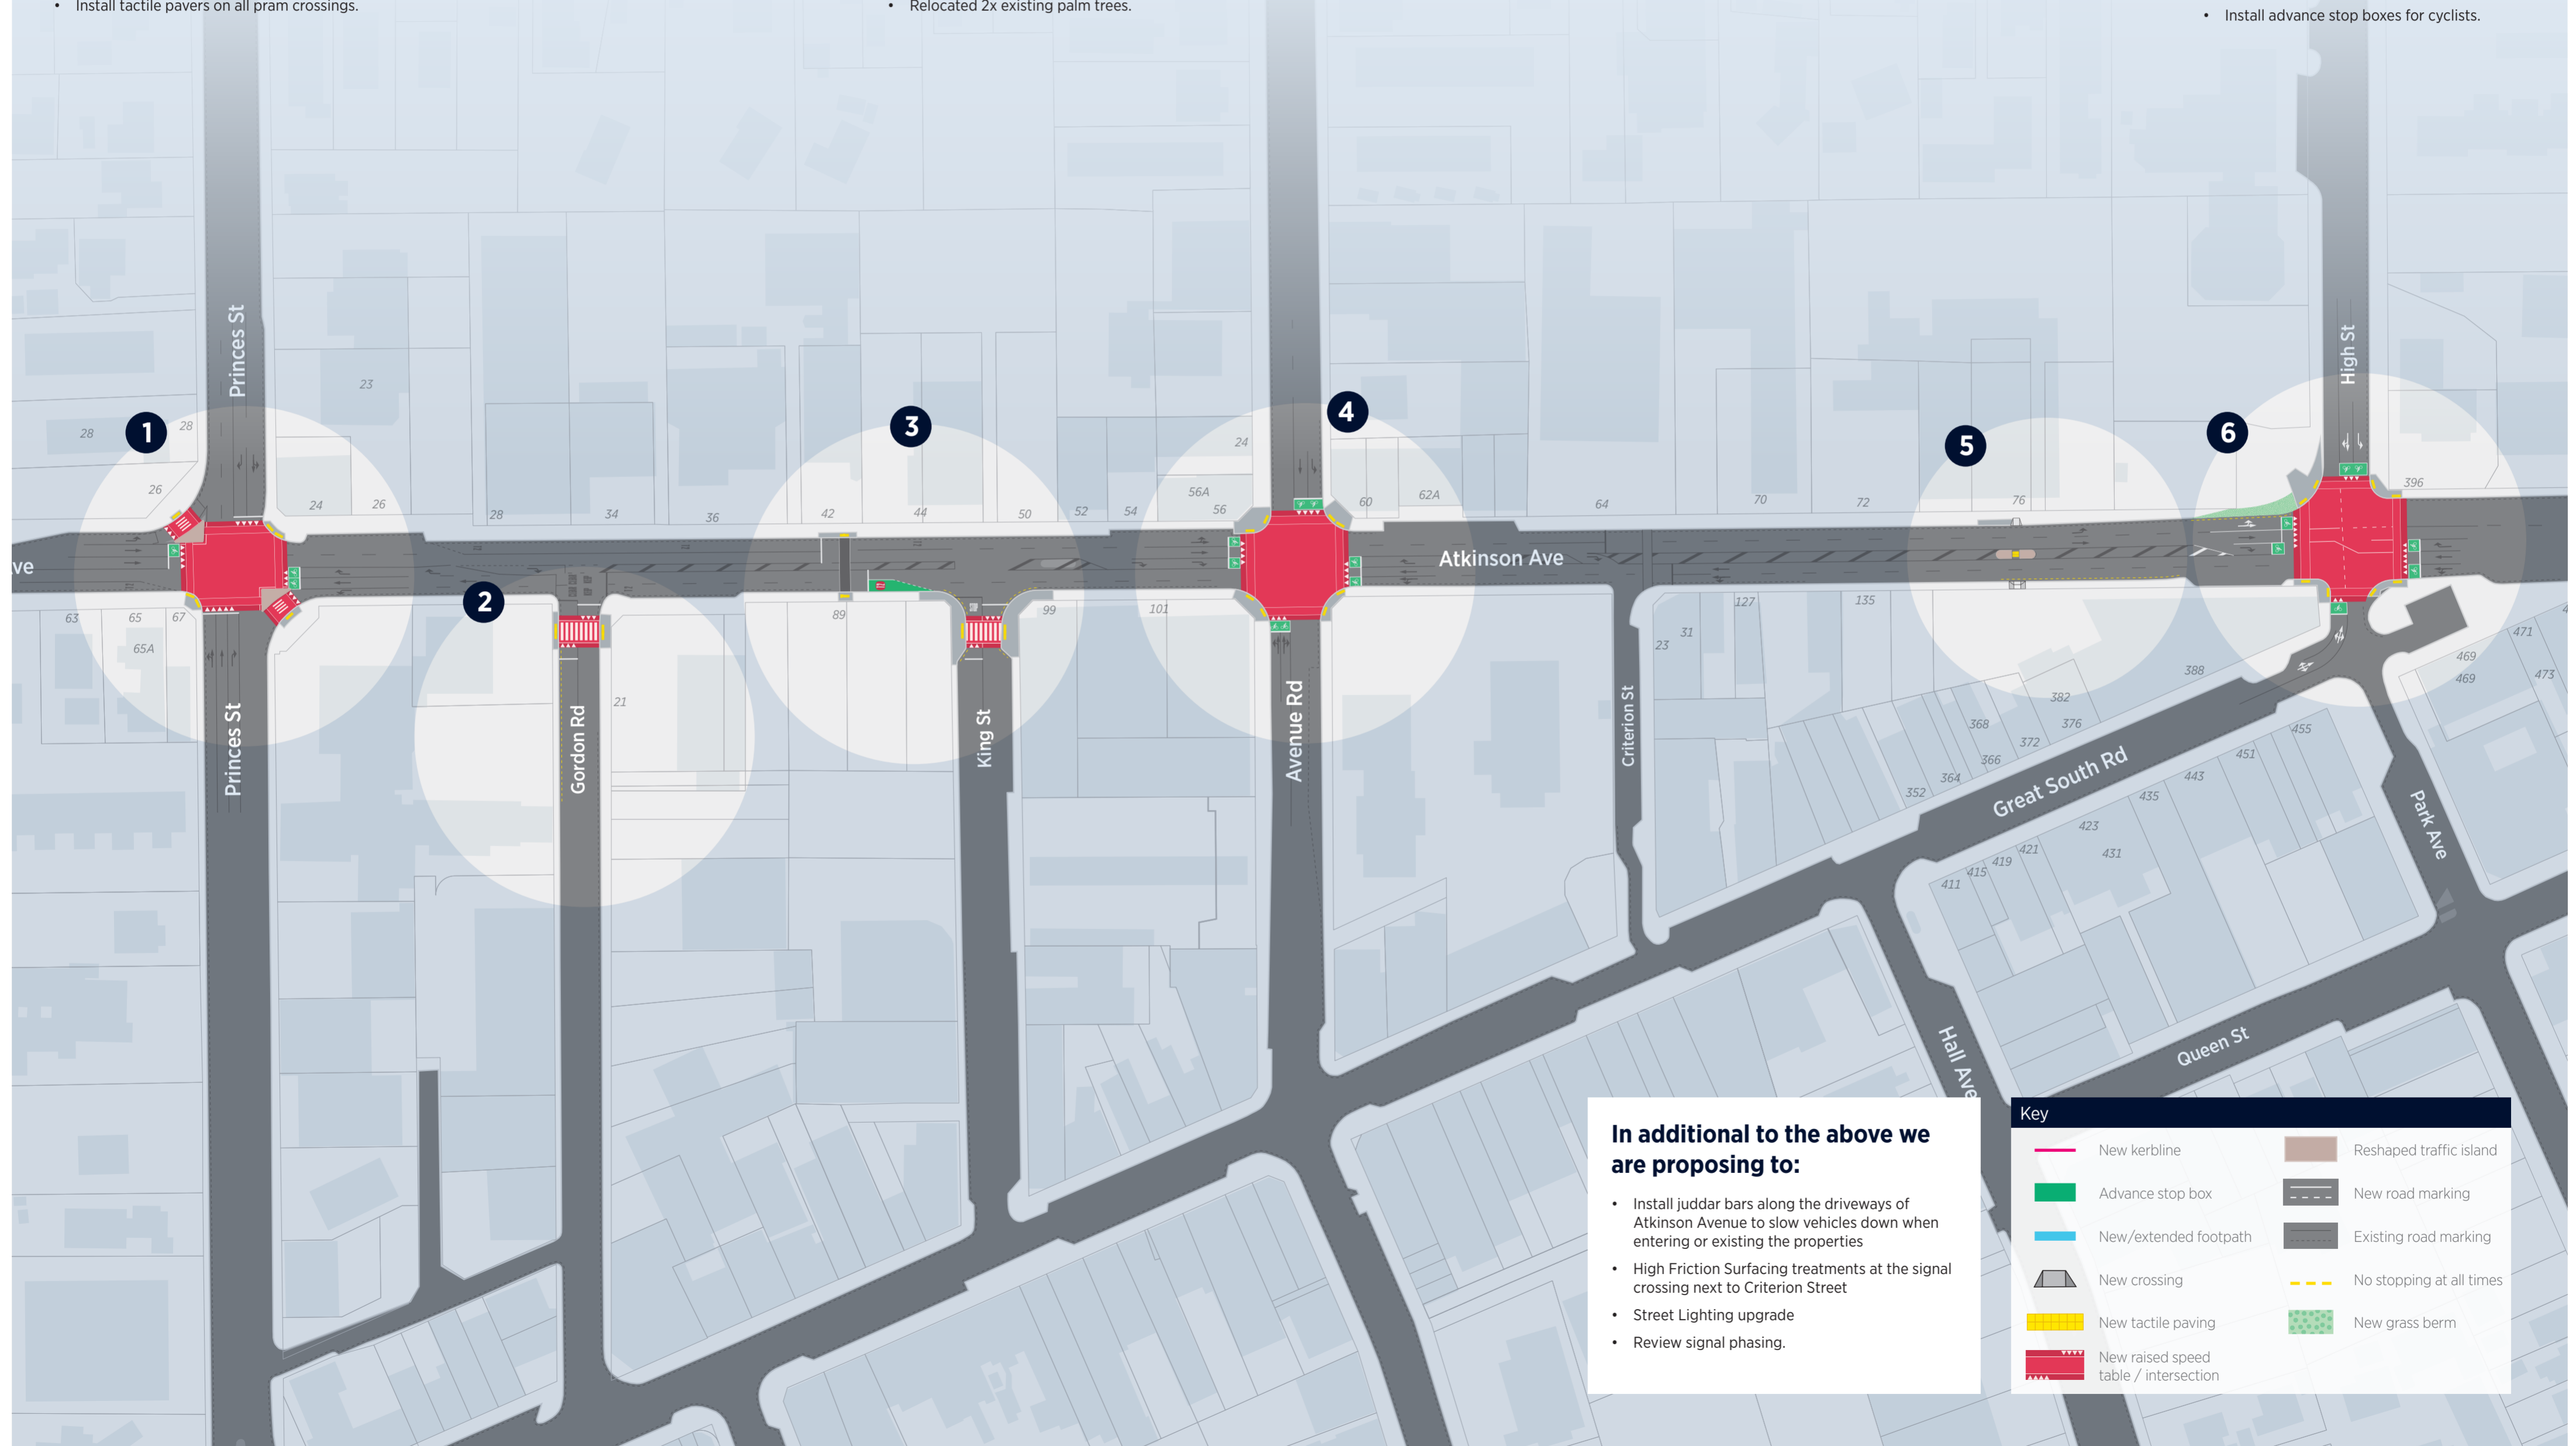 • Install tactile pavers on all pram crossings.
• Relocated 2x existing palm trees.
• Install advance stop boxes for cyclists.
Princes St
High St
1
2
3
4
5
6
28
28
26
23
24
26
28
34
36
42
44
50
52
54
56A
56
24
60
62A
64
70
72
76
396
ve
Atkinson Ave
63
65
67
65A
89
99
101
21
23
31
127
135
388
382
376
368
372
366
364
352
471
469
469
473
455
451
443
435
423
431
421
419
415
411
Princes St
Gordon Rd
King St
Avenue Rd
Criterion St
Great South Rd
Park Ave
Hall Ave
Queen St
In additional to the above we
are proposing to:
• Install juddar bars along the driveways of
Atkinson Avenue to slow vehicles down when
entering or existing the properties
• High Friction Surfacing treatments at the signal
crossing next to Criterion Street
• Street Lighting upgrade
• Review signal phasing.
Key
New kerbline
Advance stop box
New/extended footpath
New crossing
New tactile paving
New raised speed
table / intersection
Reshaped traffic island
New road marking
Existing road marking
No stopping at all times
New grass berm